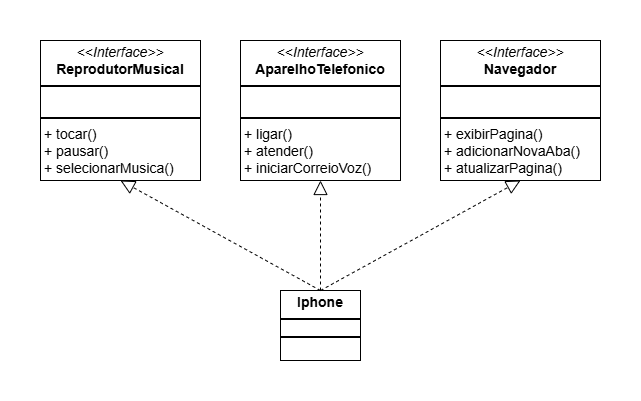 <<Interface>>
ReprodutorMusical
+ tocar()
+ pausar()
+ selecionarMusica()
<<Interface>>
AparelhoTelefonico
+ ligar()
+ atender()
+ iniciarCorreioVoz()
<<Interface>>
Navegador
+ exibirPagina()
+ adicionarNovaAba()
+ atualizarPagina()
Iphone